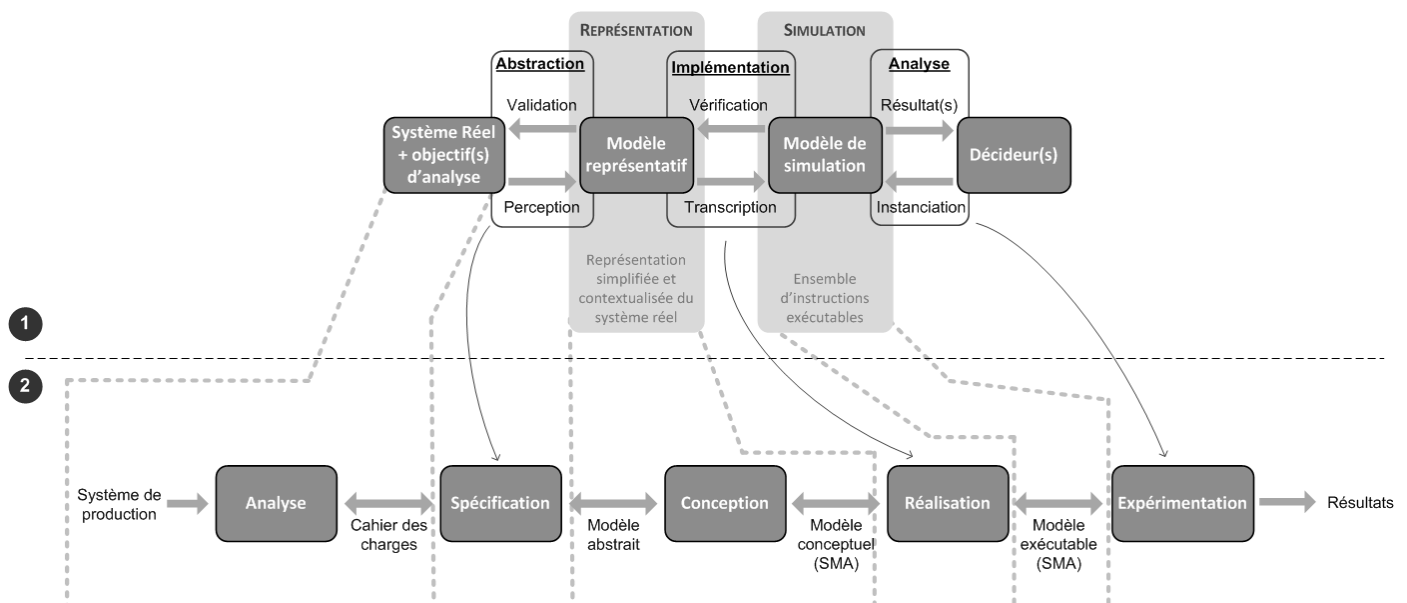 REPRÉSENTATION
SIMULATION
Abstraction
Implémentation
Analyse
Validation
Vérification
Résultat(s)
Système Réel
+ objectif(s)
d'analyse
Modèle
représentatif
Modèle de
simulation
Décideur(s)
Perception
Transcription
Instanciation
Représentation
simplifiée et
contextualisée du
système réel
Ensemble
d'instructions
exécutables
1
2
Système de
production
Analyse
Cahier des
charges
Spécification
Modèle
abstrait
Conception
Modèle
conceptuel
(SMA)
Réalisation
Modèle
exécutable
(SMA)
Expérimentation
Résultats